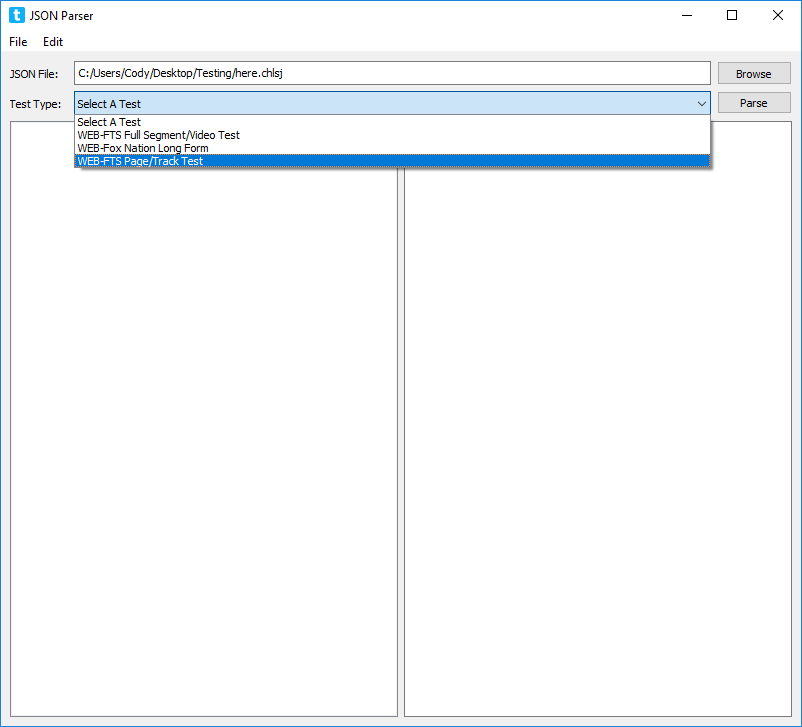 t JSON Parser
File Edit
JSON File: C:/Users/Cody/Desktop/Testing/here.chlsj Browse
Test Type: Select A Test Parse
Select A Test
WEB-FTS Full Segment/Video Test
WEB-Fox Nation Long Form
WEB-FTS Page/Track Test